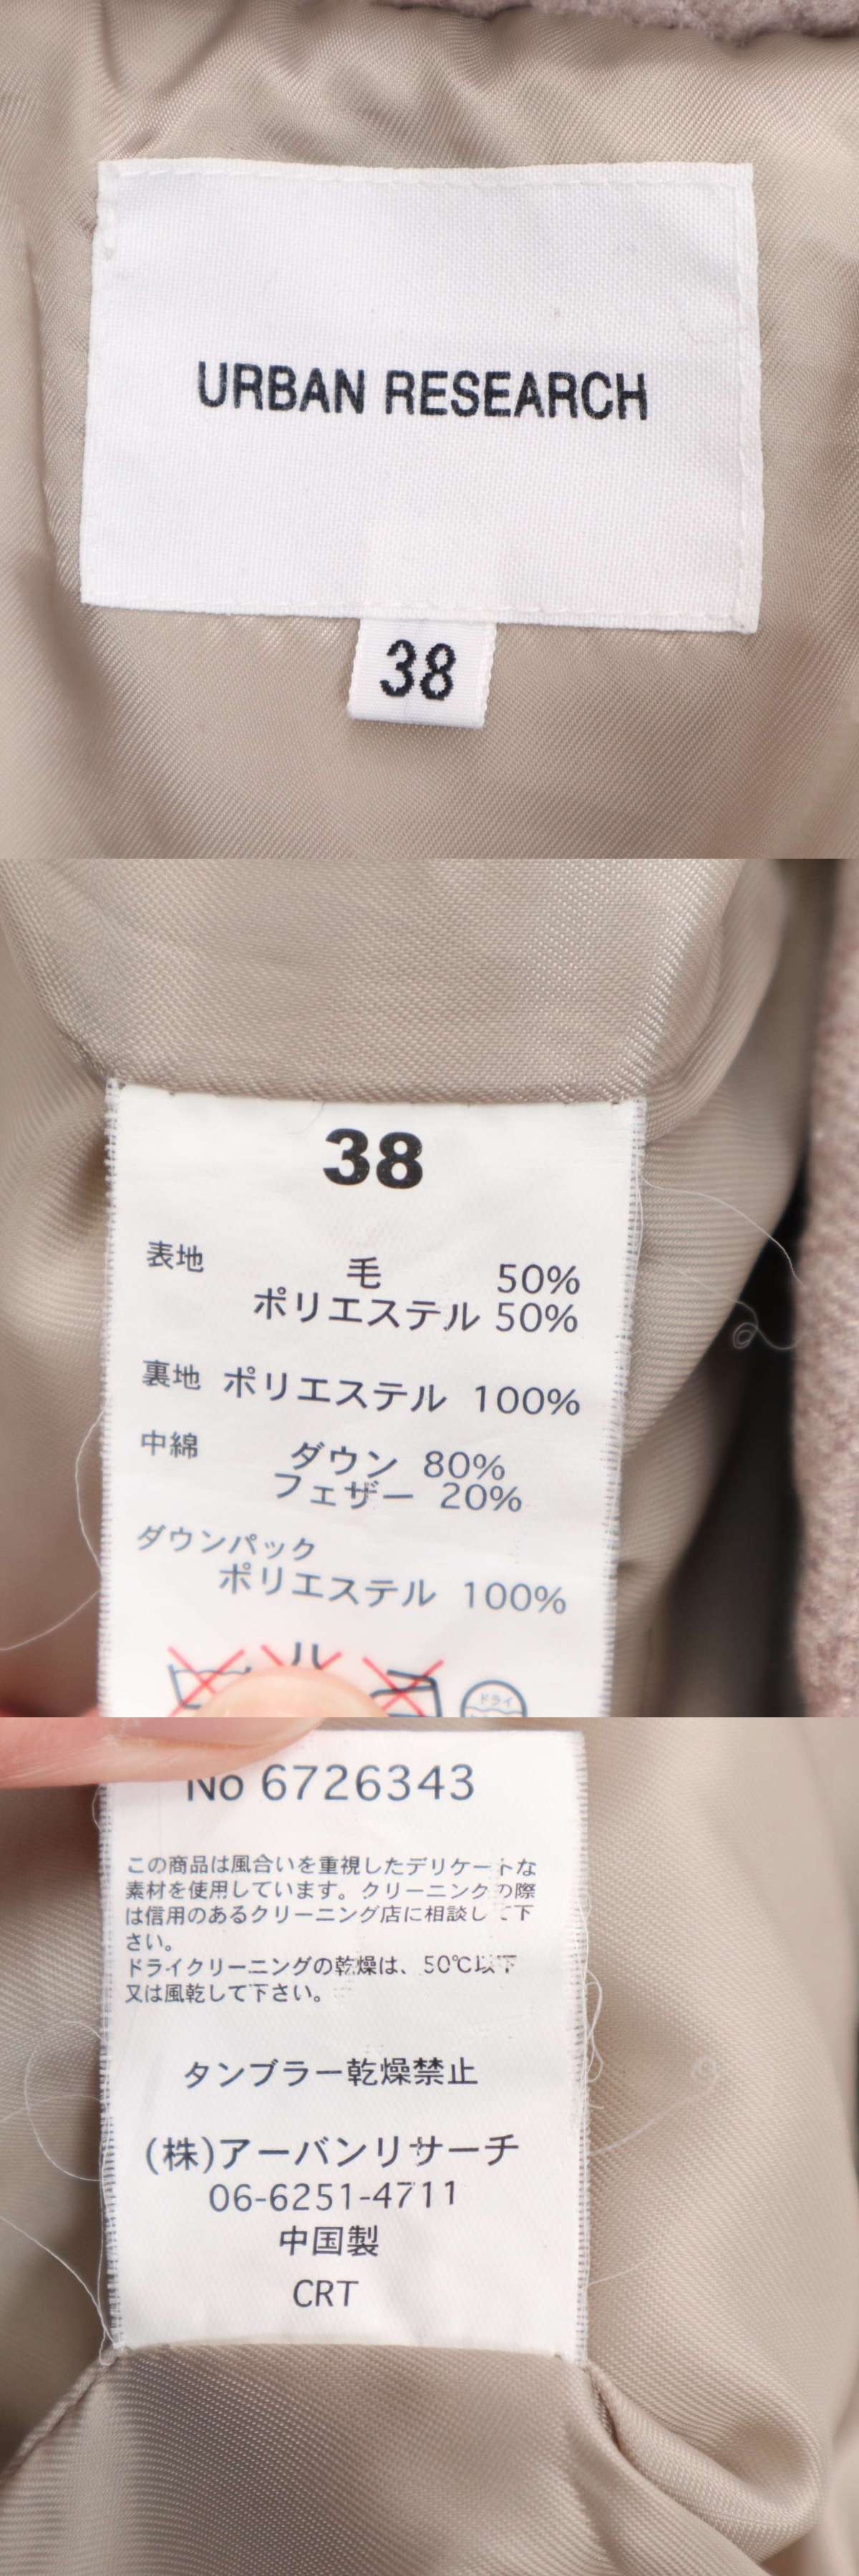 URBAN RESEARCH
38
38
表地 毛 50%
ポリエステル 50%
裏地 ポリエステル 100%
中綿 ダウン 80%
フェザー 20%
ダウンパック
ポリエステル 100%
ドライ
No 6726343
この商品は風合いを重視したデリケートな
素材を使用しています。クリーニングの際
は信用のあるクリーニング店に相談して下
さい。
ドライクリーニングの乾燥は、50℃以下
又は風乾して下さい。
タンブラー乾燥禁止
(株)アーバンリサーチ
06-6251-4711
中国製
CRT